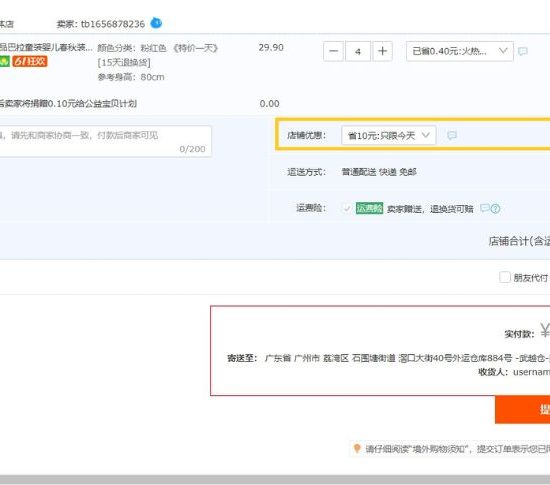 本店 卖家：tb1656878236
品巴拉童装婴儿春秋装... 颜色分类：粉红色 《特价一天》 29.90 4 已省0.40元:火热...
61狂欢 [15天退换货]
参考身高：80cm
后卖家将捐赠0.10元给公益宝贝计划 0.00
请先和商家协商一致，付款后商家可见
0/200
店铺优惠： 省10元:只限今天
运送方式： 普通配送 快递 免邮
运费险： 运费险 卖家赠送，退换货可赔
店铺合计(含运
朋友代付
实付款： ¥
寄送至： 广东省 广州市 荔湾区 石围塘街道 滘口大街40号外运仓库884号 -武越仓-
收货人：usernam
提
请仔细阅读"境外购物须知"，提交订单表示您已同